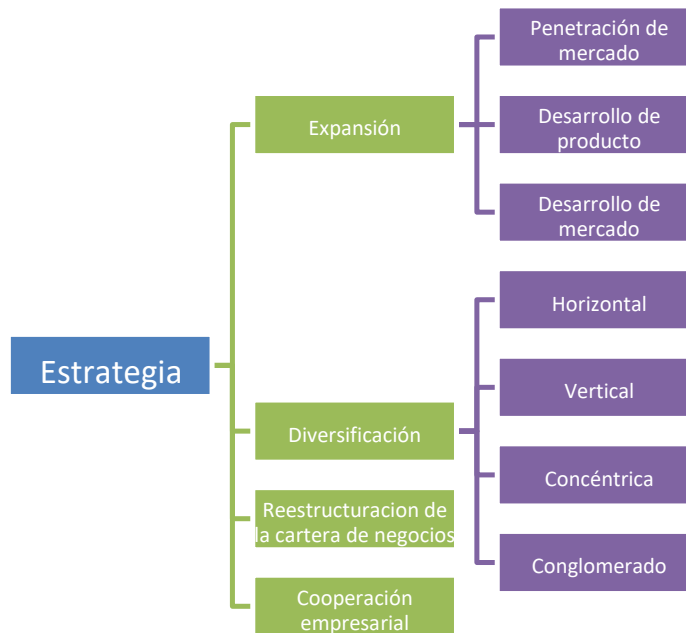 Estrategia
Expansión
Penetración de
mercado
Desarrollo de
producto
Desarrollo de
mercado
Diversificación
Horizontal
Vertical
Concéntrica
Conglomerado
Reestructuracion de
la cartera de negocios
Cooperación
empresarial